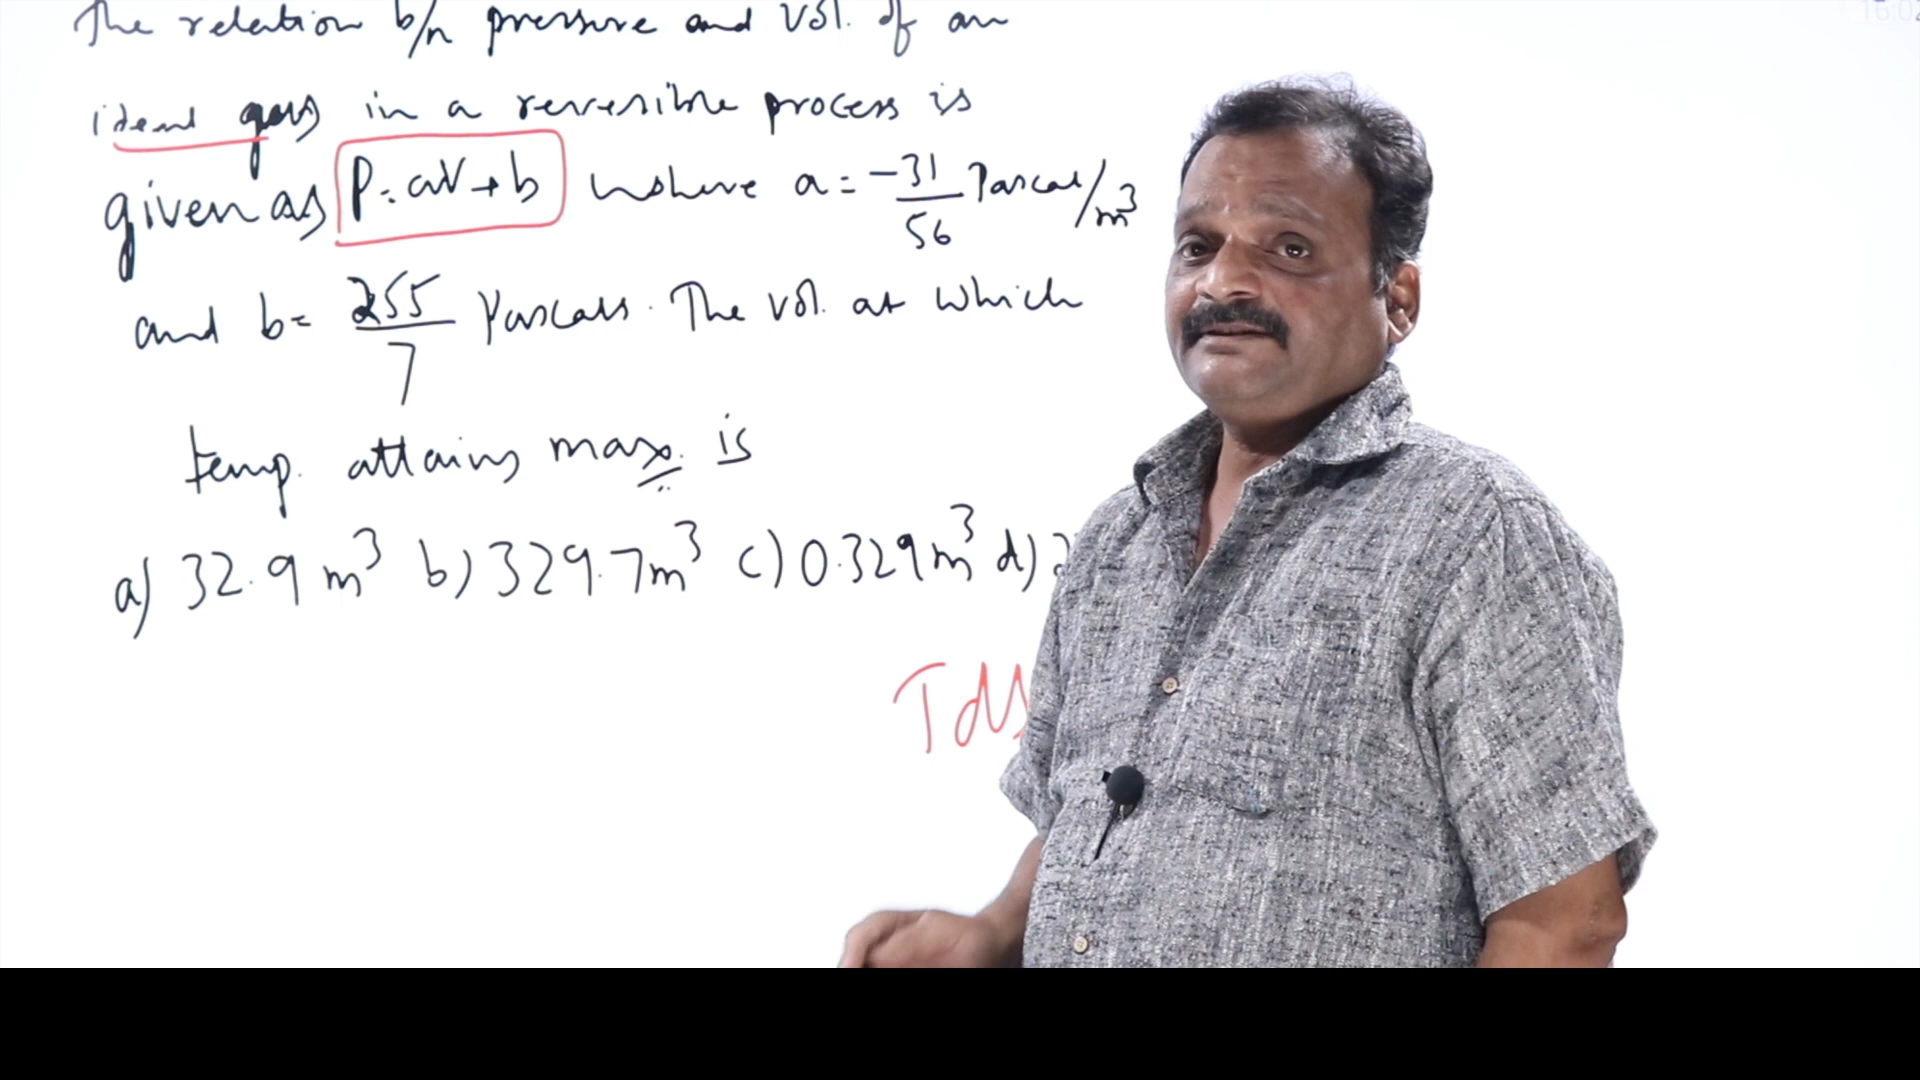 The relation b/n pressure and vol. of an
ideal gas in a reversible process is
given as P = aV + b where a = -31/56 Pascal/m³
and b = 255/7 Pascals. The vol. at which
temp. attains max. is
a) 32.9 m³ b) 329.7 m³ c) 0.329 m³ d)
Tds